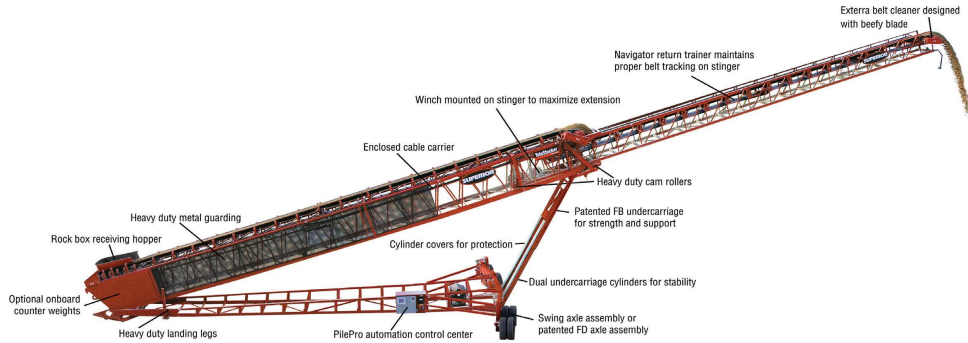 Exterra belt cleaner designed
with beefy blade
Navigator return trainer maintains
proper belt tracking on stinger
SUPERIOR
Winch mounted on stinger to maximize extension
Enclosed cable carrier
TeleStacker
SUPERIOR
Heavy duty cam rollers
Heavy duty metal guarding
Patented FB undercarriage
for strength and support
Rock box receiving hopper
Cylinder covers for protection
Dual undercarriage cylinders for stability
Optional onboard
counter weights
Swing axle assembly or
patented FD axle assembly
Heavy duty landing legs
PilePro automation control center